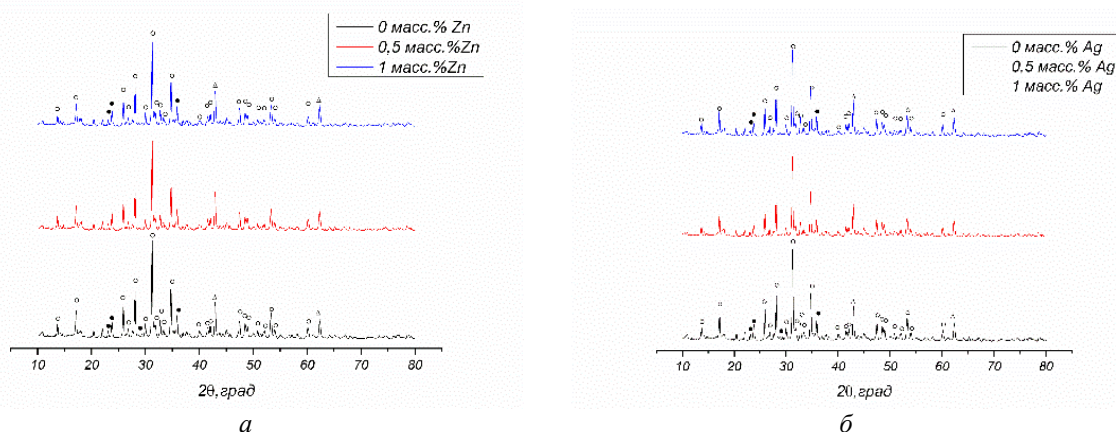 0 масс.% Zn
0,5 масс.%Zn
1 масс.%Zn
10 20 30 40 50 60 70 80
2θ,град
а
0 масс.% Ag
0,5 масс.% Ag
1 масс.% Ag
10 20 30 40 50 60 70 80
2θ,град
б